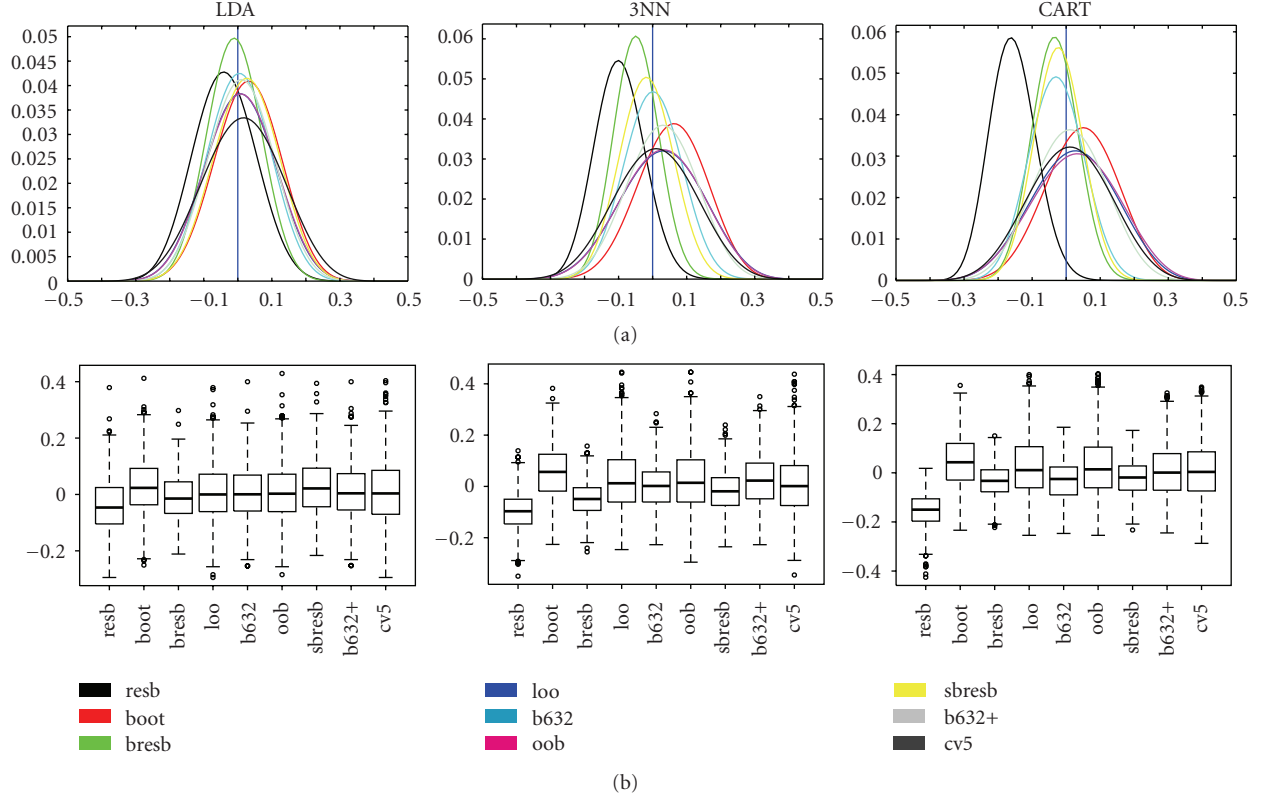 LDA
3NN
CART
0.05
0.045
0.04
0.035
0.03
0.025
0.02
0.015
0.01
0.005
0
−0.5 −0.3 −0.1 0.1 0.3 0.5
0.06
0.05
0.04
0.03
0.02
0.01
0
−0.5 −0.3 −0.1 0.1 0.3 0.5
0.06
0.05
0.04
0.03
0.02
0.01
0
−0.5 −0.3 −0.1 0.1 0.3 0.5
(a)
0.4
0.2
0
−0.2
resb boot bresb loo b632 oob sbresb b632+ cv5
0.4
0.2
0
−0.2
resb boot bresb loo b632 oob sbresb b632+ cv5
0.4
0.2
0
−0.2
−0.4
resb boot bresb loo b632 oob sbresb b632+ cv5
resb
boot
bresb
loo
b632
oob
sbresb
b632+
cv5
(b)